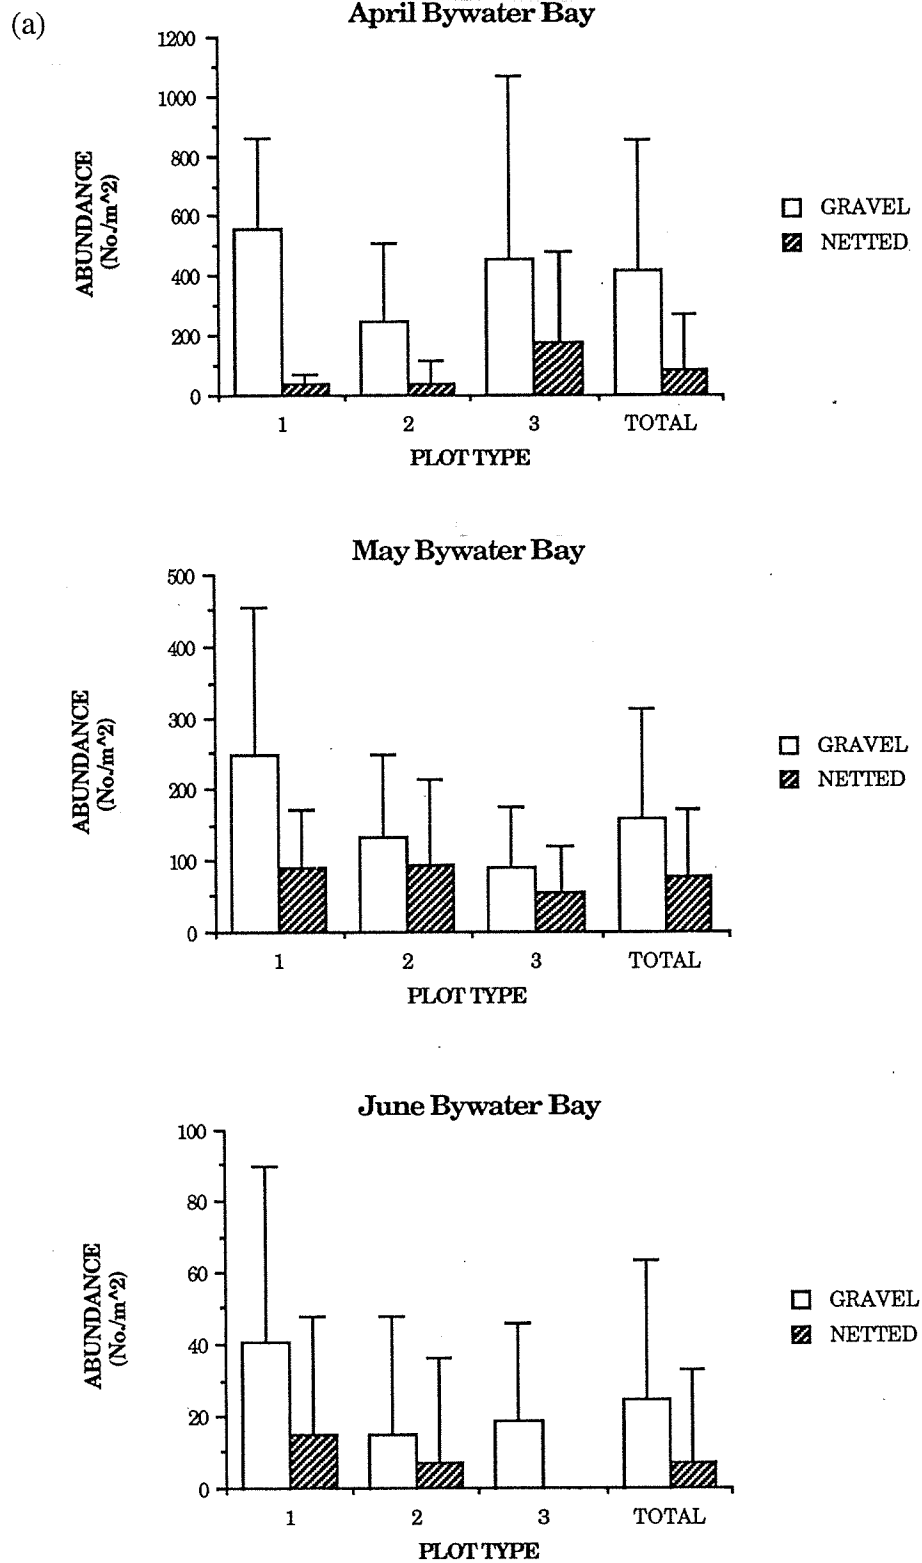 (a)
April Bywater Bay
1200
1000
800
600
400
200
0
ABUNDANCE
(No./m^2)
1 2 3 TOTAL
PLOT TYPE
GRAVEL
NETTED
May Bywater Bay
500
400
300
200
100
0
ABUNDANCE
(No./m^2)
1 2 3 TOTAL
PLOT TYPE
GRAVEL
NETTED
June Bywater Bay
100
80
60
40
20
0
ABUNDANCE
(No./m^2)
1 2 3 TOTAL
PLOT TYPE
GRAVEL
NETTED